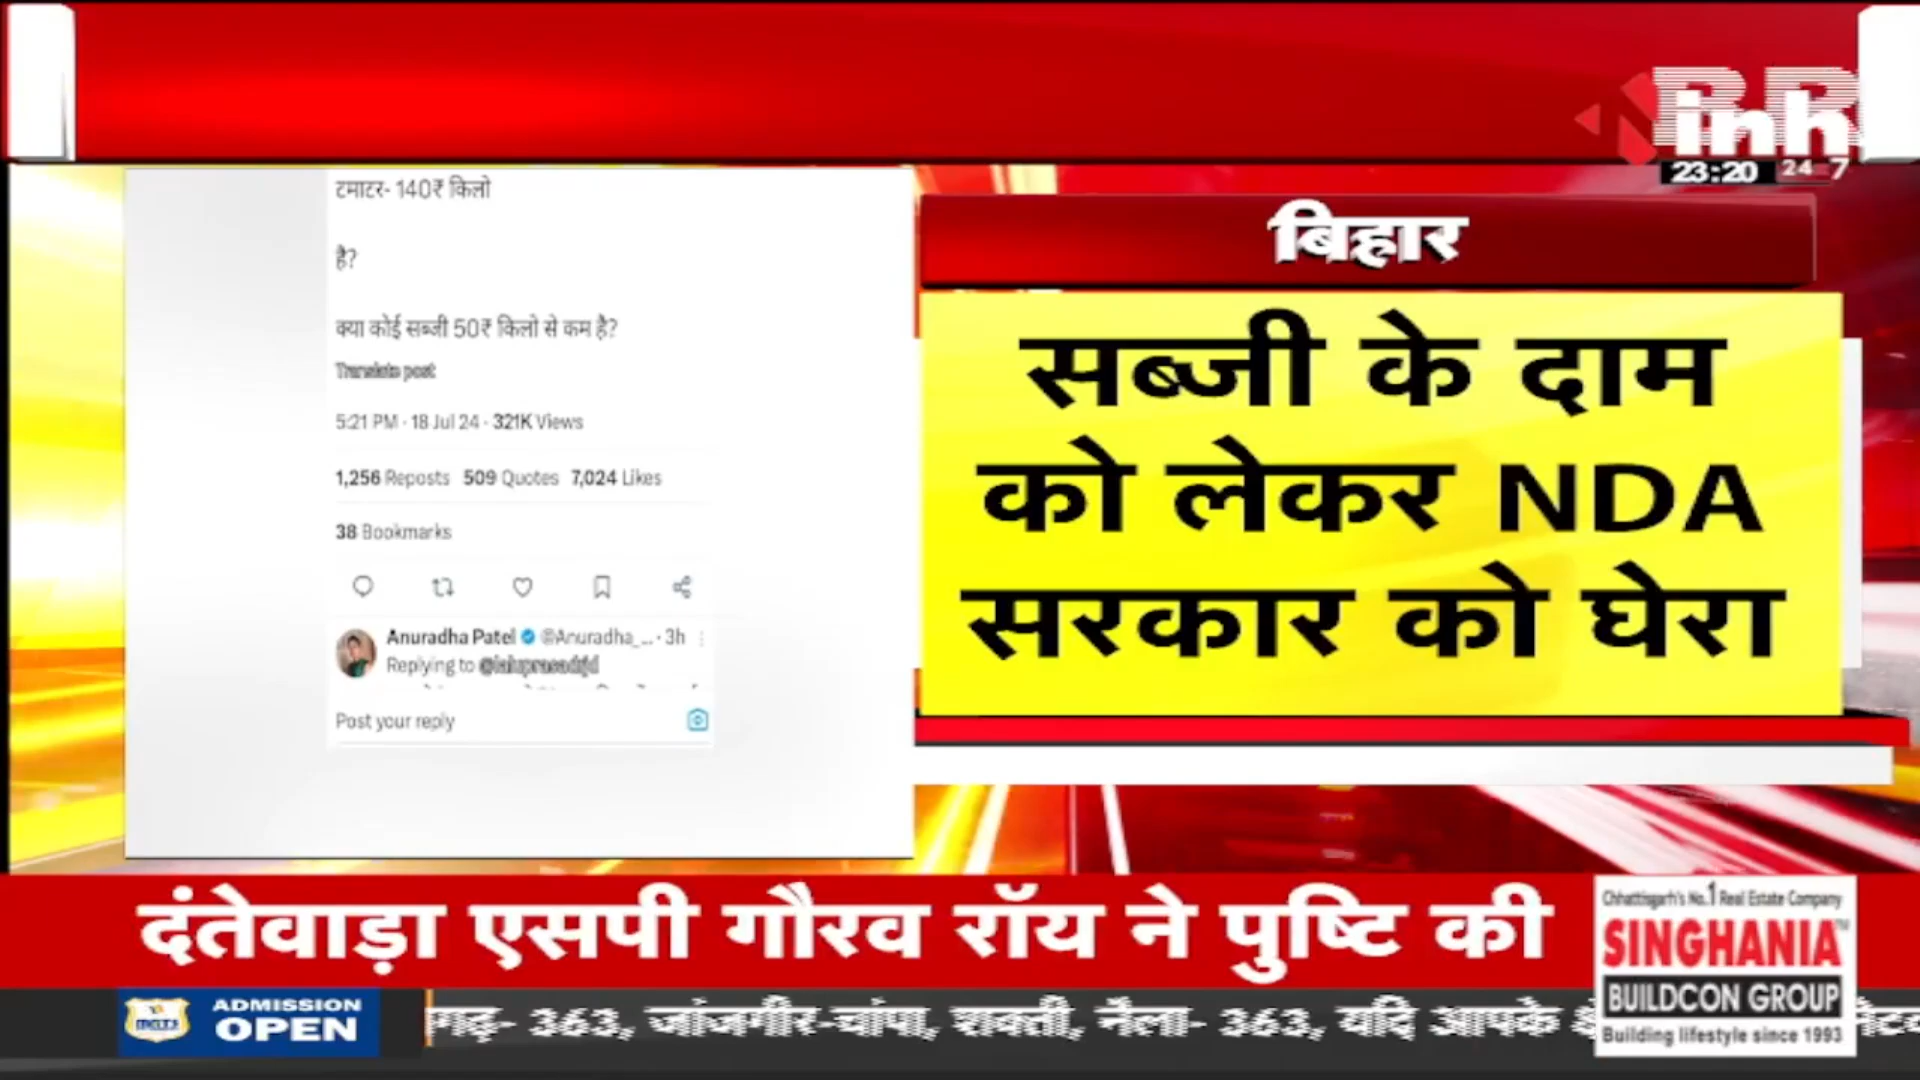 inh
23:20
24 7
टमाटर- 140₹ किलो
है?
क्या कोई सब्जी 50₹ किलो से कम है?
Translate post
5:21 PM · 18 Jul 24 · 321K Views
1,256 Reposts 509 Quotes 7,024 Likes
38 Bookmarks
Anuradha Patel @Anuradha_... · 3h
Replying to
Post your reply
बिहार
सब्जी के दाम
को लेकर NDA
सरकार को घेरा
दंतेवाड़ा एसपी गौरव रॉय ने पुष्टि की
Chhattisgarh's No.1 Real Estate Company
SINGHANIA
BUILDCON GROUP
Building lifestyle since 1993
ADMISSION
OPEN
363, जांजगीर-चांपा, शक्ती, नैला- 363, यदि आपके